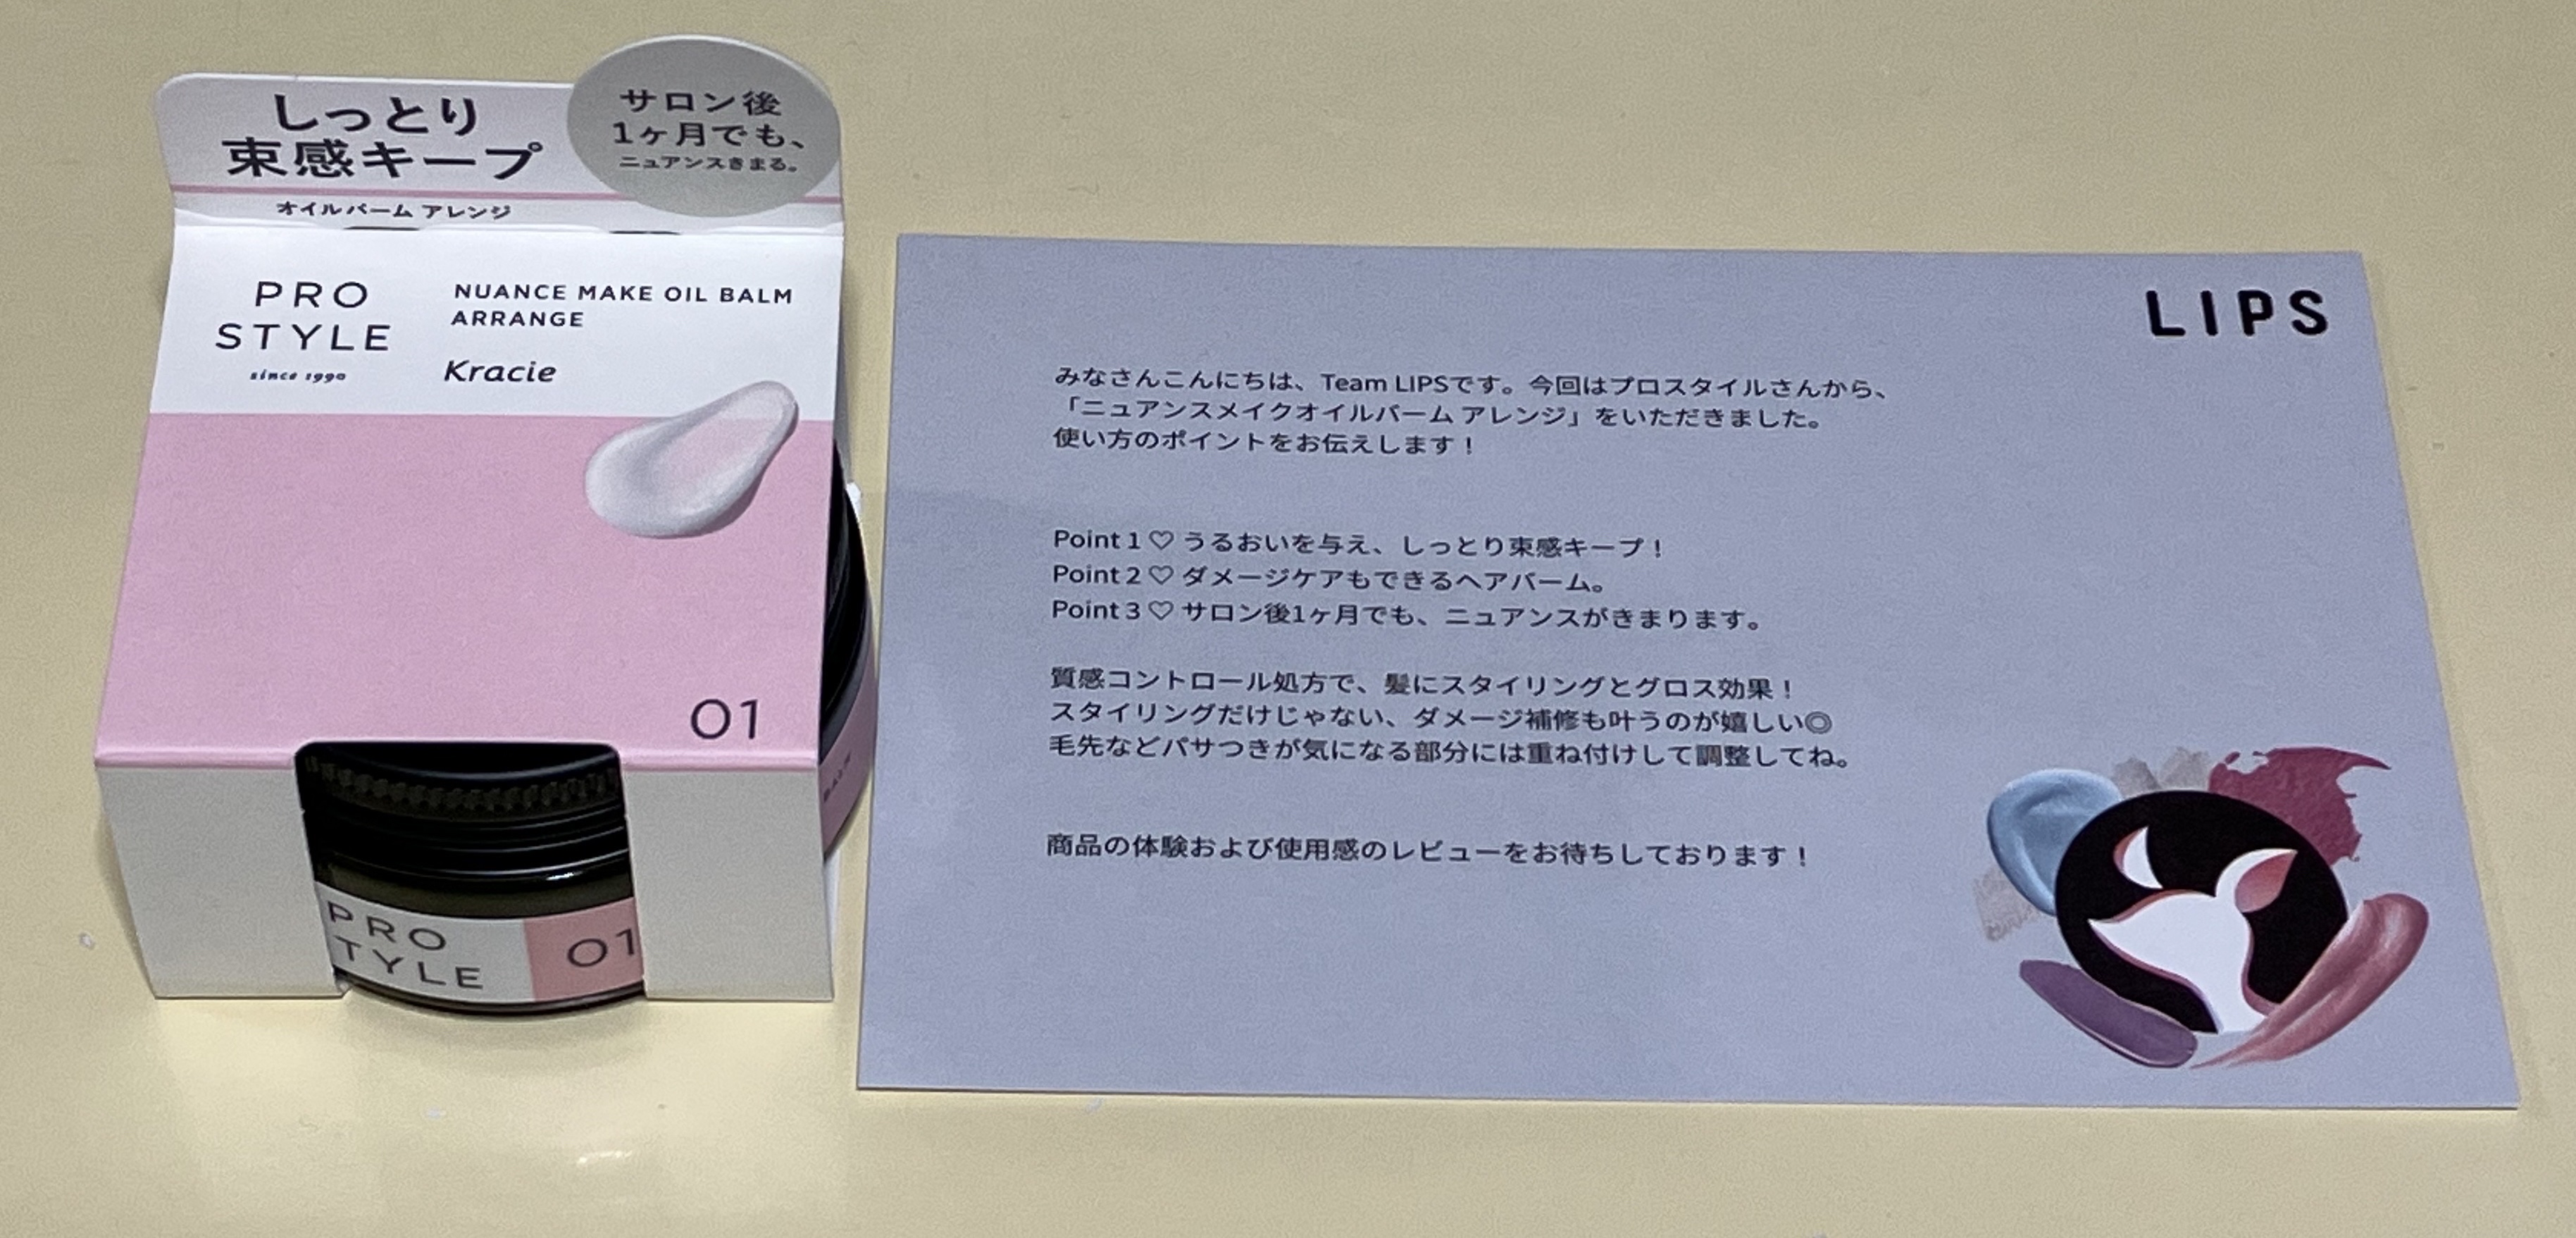 しっとり
束感キープ
サロン後
1ヶ月でも、
ニュアンスきまる。
オイルバーム アレンジ
PRO
STYLE
since 1990
NUANCE MAKE OIL BALM
ARRANGE
Kracie
01
PRO
TYLE
01
LIPS
みなさんこんにちは、Team LIPSです。今回はプロスタイルさんから、
「ニュアンスメイクオイルバーム アレンジ」をいただきました。
使い方のポイントをお伝えします！
Point 1 ♡ うるおいを与え、しっとり束感キープ！
Point 2 ♡ ダメージケアもできるヘアバーム。
Point 3 ♡ サロン後1ヶ月でも、ニュアンスがきまります。
質感コントロール処方で、髪にスタイリングとグロス効果！
スタイリングだけじゃない、ダメージ補修も叶うのが嬉しい◎
毛先などパサつきが気になる部分には重ね付けして調整してね。
商品の体験および使用感のレビューをお待ちしております！